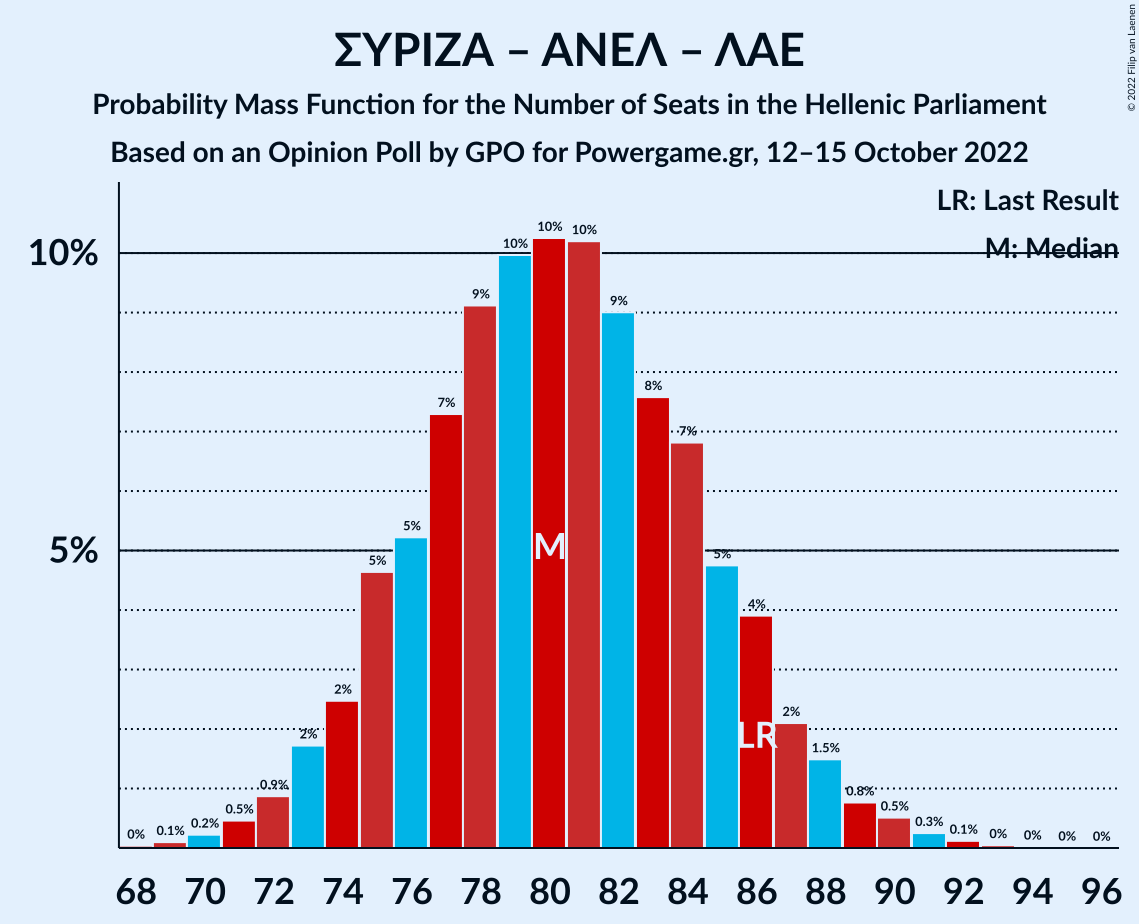 ΣΥΡΙΖΑ – ΑΝΕΛ – ΛΑΕ
Probability Mass Function for the Number of Seats in the Hellenic Parliament
Based on an Opinion Poll by GPO for Powergame.gr, 12–15 October 2022
© 2022 Filip van Laenen
LR: Last Result
M: Median
10%
5%
0% 0.1% 0.2% 0.5% 0.9% 2% 2% 5% 5% 7% 9% 10% 10% 10% 9% 8% 7% 5% 4% 2% 1.5% 0.8% 0.5% 0.3% 0.1% 0% 0% 0% 0%
M
LR
68 70 72 74 76 78 80 82 84 86 88 90 92 94 96